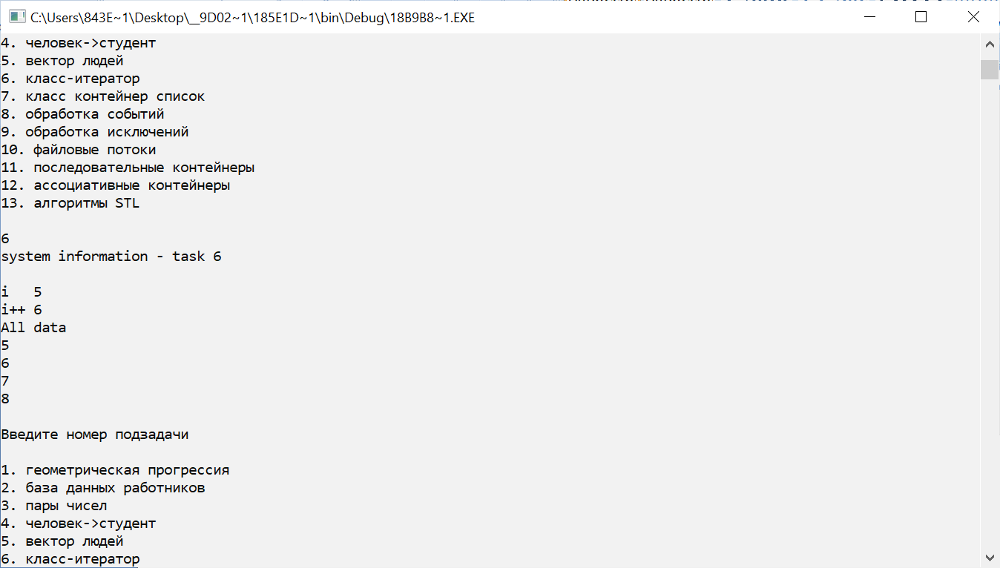 C:\Users\843E~1\Desktop\__9D02~1\185E1D~1\bin\Debug\18B9B8~1.EXE
4. человек->студент
5. вектор людей
6. класс-итератор
7. класс контейнер список
8. обработка событий
9. обработка исключений
10. файловые потоки
11. последовательные контейнеры
12. ассоциативные контейнеры
13. алгоритмы STL
6
system information - task 6
i   5
i++ 6
All data
5
6
7
8
Введите номер подзадачи
1. геометрическая прогрессия
2. база данных работников
3. пары чисел
4. человек->студент
5. вектор людей
6. класс-итератор